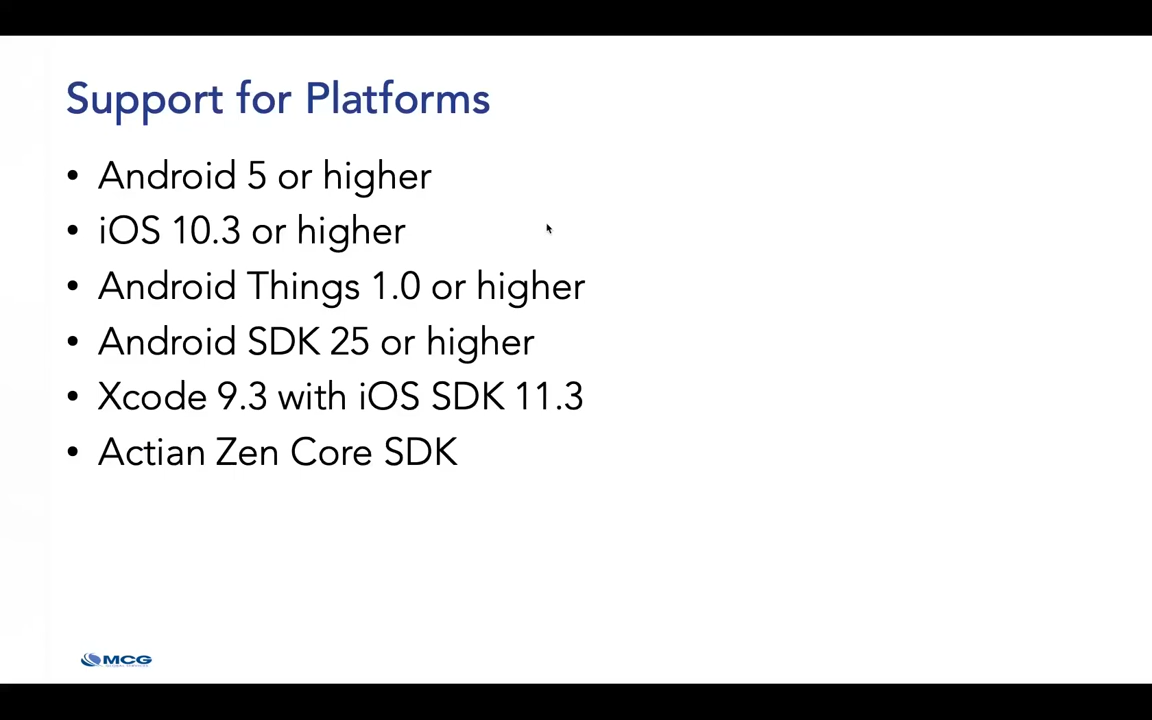 Support for Platforms
• Android 5 or higher
• iOS 10.3 or higher
• Android Things 1.0 or higher
• Android SDK 25 or higher
• Xcode 9.3 with iOS SDK 11.3
• Actian Zen Core SDK
MCG